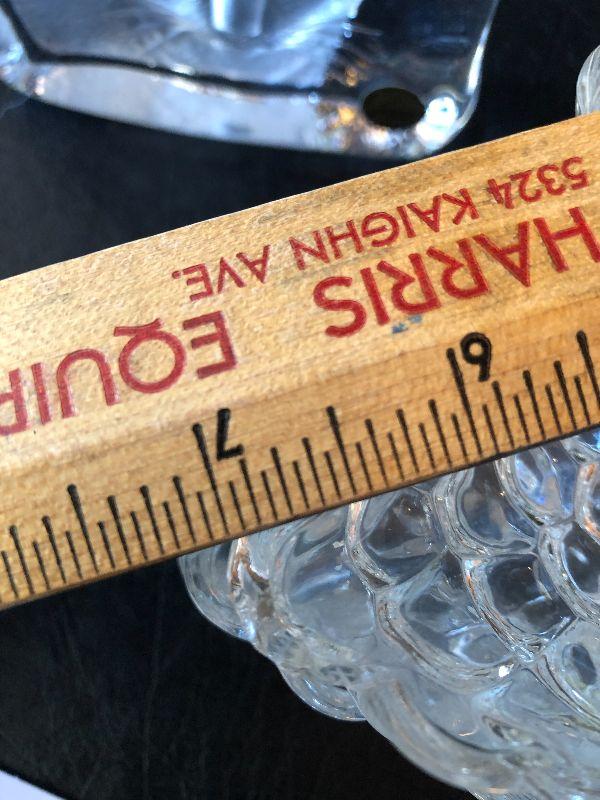 6 7
HARRIS EQUIP
5324 KAIGHN AVE.